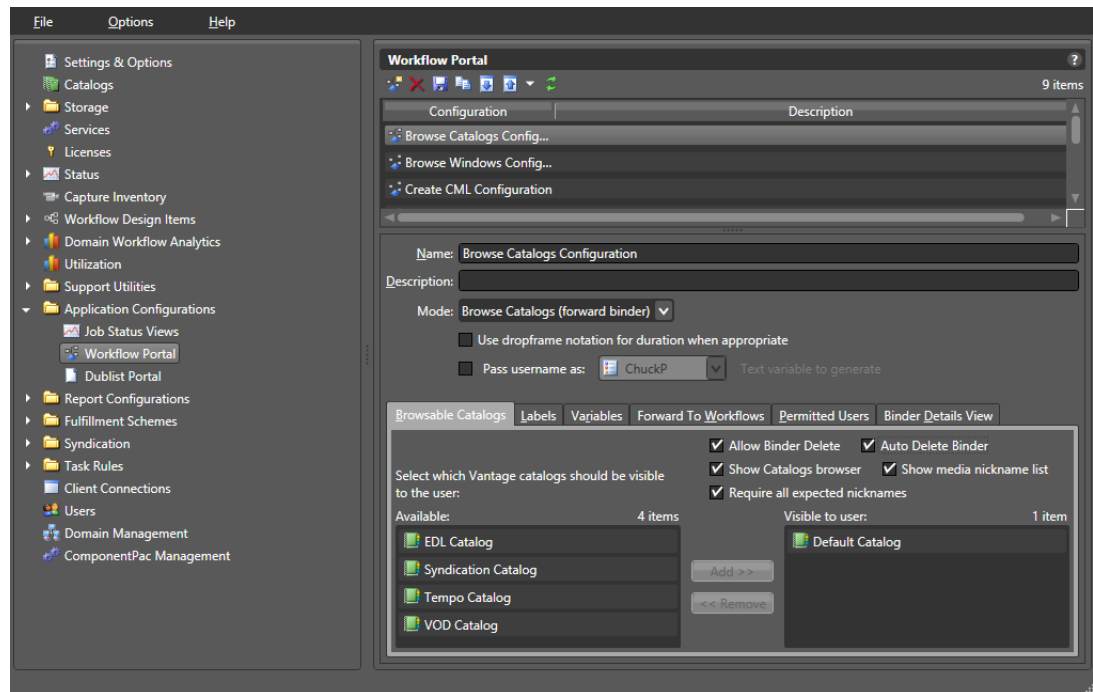 File Options Help
Settings & Options
Catalogs
Storage
Services
Licenses
Status
Capture Inventory
Workflow Design Items
Domain Workflow Analytics
Utilization
Support Utilities
Application Configurations
Job Status Views
Workflow Portal
Dublist Portal
Report Configurations
Fulfillment Schemes
Syndication
Task Rules
Client Connections
Users
Domain Management
ComponentPac Management
Workflow Portal ?
9 items
Configuration Description
Browse Catalogs Config...
Browse Windows Config...
Create CML Configuration
Name: Browse Catalogs Configuration
Description:
Mode: Browse Catalogs (forward binder)
Use dropframe notation for duration when appropriate
Pass username as: ChuckP Text variable to generate
Browsable Catalogs Labels Variables Forward To Workflows Permitted Users Binder Details View
Allow Binder Delete Auto Delete Binder
Show Catalogs browser Show media nickname list
Require all expected nicknames
Select which Vantage catalogs should be visible
to the user:
Available: 4 items
EDL Catalog
Syndication Catalog
Tempo Catalog
VOD Catalog
Add >>
<< Remove
Visible to user: 1 item
Default Catalog